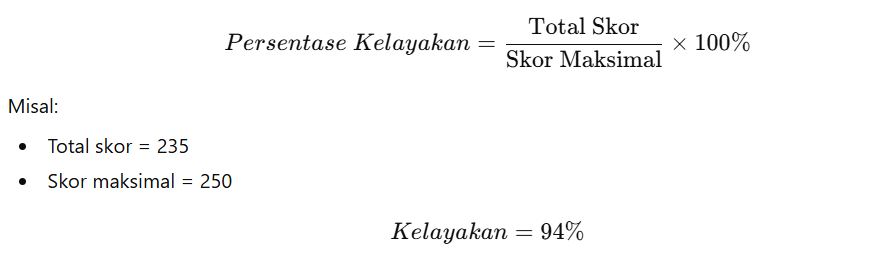 Persentase Kelayakan = Total Skor / Skor Maksimal × 100%
Misal:
• Total skor = 235
• Skor maksimal = 250
Kelayakan = 94%